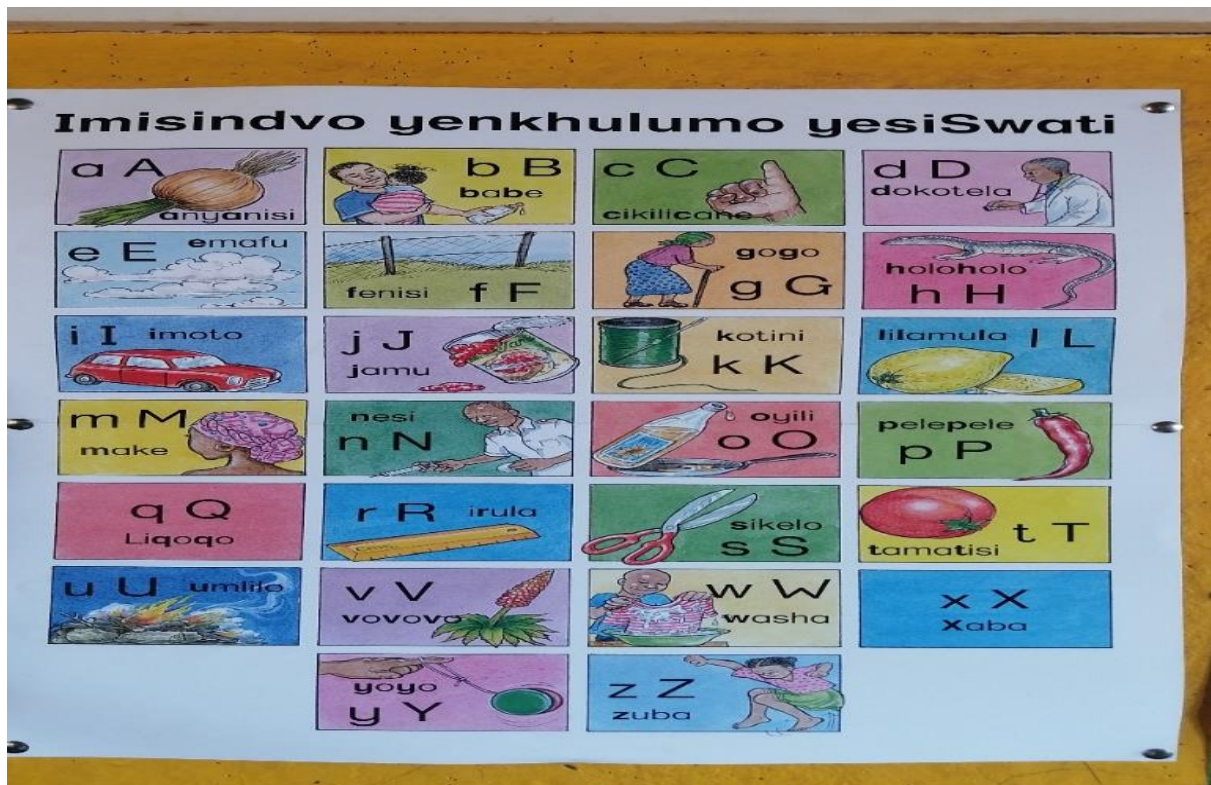 Imisindvo yenkhulumo yesiSwati
a A
anyanisi
b B
babe
c C
cikilicane
d D
dokotela
e E
emafu
fenisi
f F
gogo
g G
holoholo
h H
i I
imoto
j J
jamu
kotini
k K
lilamula
l L
m M
make
nesi
n N
oyili
o O
pelepele
p P
q Q
Liqoqo
r R
irula
sikelo
s S
t T
tamatisi
u U
umlilo
v V
vovovo
w W
washa
x X
xaba
yoyo
y Y
z Z
zuba